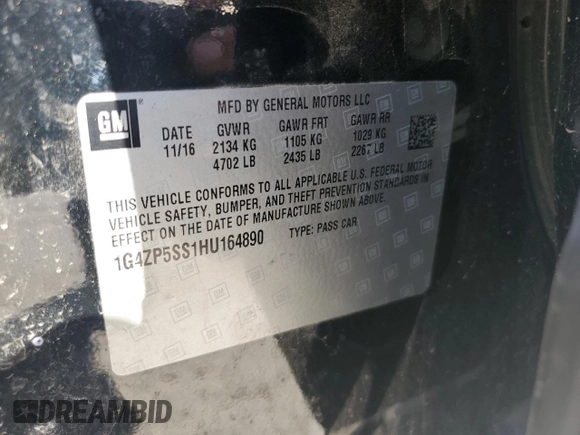 GM
®
MFD BY GENERAL MOTORS LLC
DATE GVWR GAWR FRT GAWR RR
11/16 2134 KG 1105 KG 1029 KG
4702 LB 2435 LB 2267 LB
THIS VEHICLE CONFORMS TO ALL APPLICABLE U.S. FEDERAL MOTOR
VEHICLE SAFETY, BUMPER, AND THEFT PREVENTION STANDARDS IN
EFFECT ON THE DATE OF MANUFACTURE SHOWN ABOVE.
1G4ZP5SS1HU164890 TYPE: PASS CAR
DREAMBID